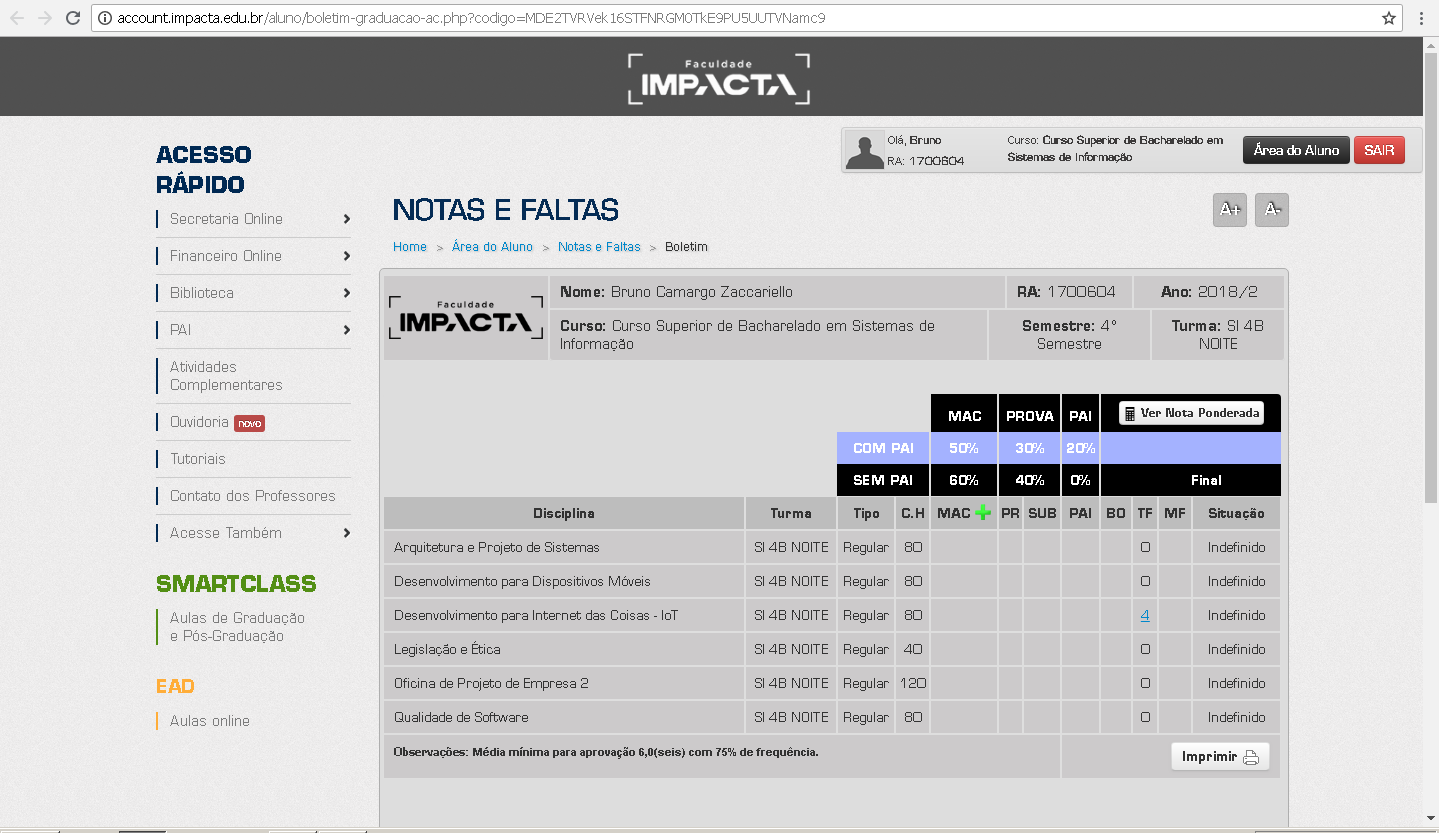 account.impacta.edu.br/aluno/boletim-graduacao-ac.php?codigo=MDE2TVRVek16STFNRGM0TkE9PU5UUTVNamc9
Faculdade
IMPACTA
Olá, Bruno
RA: 1700604
Curso: Curso Superior de Bacharelado em
Sistemas de Informação
Área do Aluno
SAIR
ACESSO
RÁPIDO
Secretaria Online
Financeiro Online
Biblioteca
PAI
Atividades
Complementares
Ouvidoria novo
Tutoriais
Contato dos Professores
Acesse Também
SMARTCLASS
Aulas de Graduação
e Pós-Graduação
EAD
Aulas online
NOTAS E FALTAS
A+ A-
Home > Área do Aluno > Notas e Faltas > Boletim
Faculdade
IMPACTA
Nome: Bruno Camargo Zaccariello RA: 1700604 Ano: 2018/2
Curso: Curso Superior de Bacharelado em Sistemas de
Informação
Semestre: 4º
Semestre
Turma: SI 4B
NOITE
MAC PROVA PAI Ver Nota Ponderada
COM PAI 50% 30% 20%
SEM PAI 60% 40% 0% Final
Disciplina Turma Tipo C.H MAC PR SUB PAI BO TF MF Situação
Arquitetura e Projeto de Sistemas SI 4B NOITE Regular 80 0 Indefinido
Desenvolvimento para Dispositivos Móveis SI 4B NOITE Regular 80 0 Indefinido
Desenvolvimento para Internet das Coisas - IoT SI 4B NOITE Regular 80 4 Indefinido
Legislação e Ética SI 4B NOITE Regular 40 0 Indefinido
Oficina de Projeto de Empresa 2 SI 4B NOITE Regular 120 0 Indefinido
Qualidade de Software SI 4B NOITE Regular 80 0 Indefinido
Observações: Média mínima para aprovação 6,0(seis) com 75% de frequência.
Imprimir